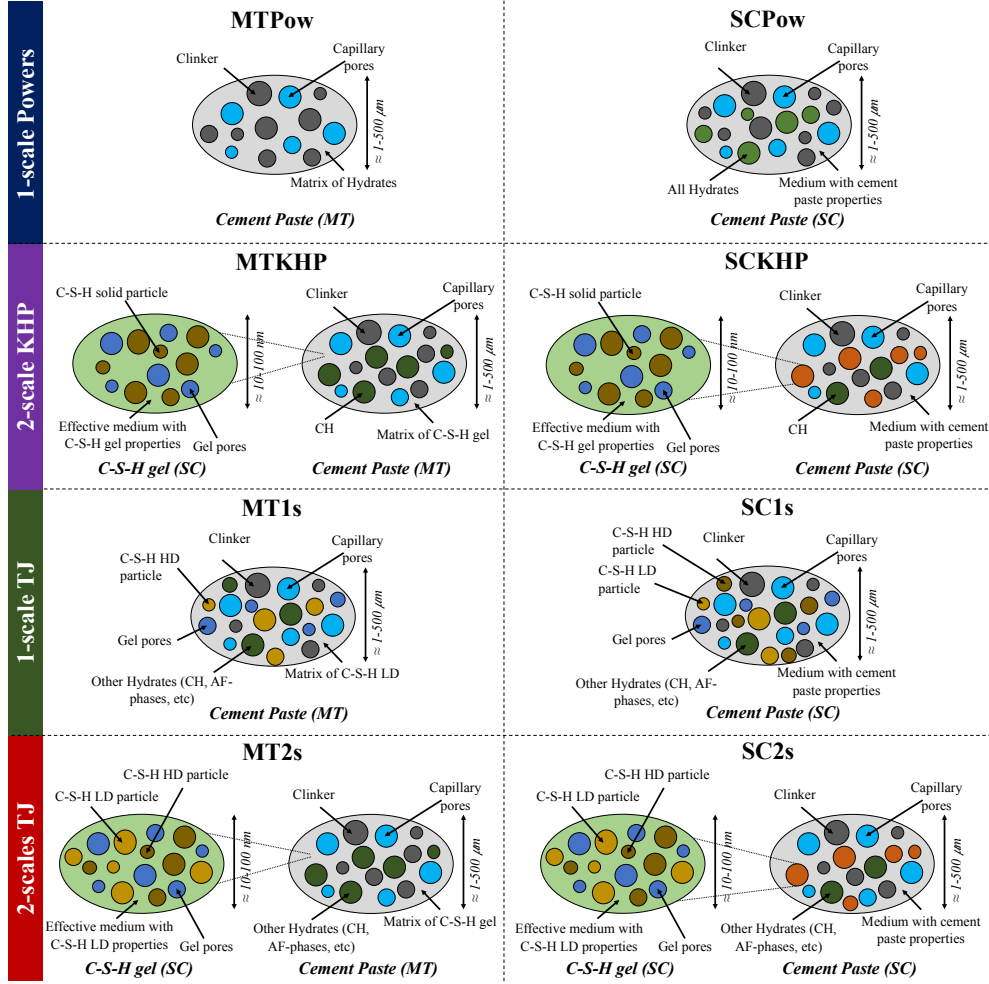 1-scale Powers
MTPow
Clinker
Capillary
pores
≈ 1-500 μm
Matrix of Hydrates
Cement Paste (MT)
SCPow
Clinker
Capillary
pores
≈ 1-500 μm
All Hydrates
Medium with cement
paste properties
Cement Paste (SC)
2-scale KHP
MTKHP
C-S-H solid particle
Clinker
Capillary
pores
≈ 10-100 nm
≈ 1-500 μm
Effective medium with
C-S-H gel properties
Gel pores
CH
Matrix of C-S-H gel
C-S-H gel (SC)
Cement Paste (MT)
SCKHP
C-S-H solid particle
Clinker
Capillary
pores
≈ 10-100 nm
≈ 1-500 μm
Effective medium with
C-S-H gel properties
Gel pores
CH
Medium with cement
paste properties
C-S-H gel (SC)
Cement Paste (SC)
1-scale TJ
MT1s
C-S-H HD
particle
Clinker
Capillary
pores
≈ 1-500 μm
Gel pores
Other Hydrates (CH, AF-
phases, etc)
Matrix of C-S-H LD
Cement Paste (MT)
SC1s
C-S-H HD
particle
Clinker
Capillary
pores
C-S-H LD
particle
≈ 1-500 μm
Gel pores
Other Hydrates (CH, AF-
phases, etc)
Medium with cement
paste properties
Cement Paste (SC)
2-scales TJ
MT2s
C-S-H HD particle
C-S-H LD particle
Clinker
Capillary
pores
≈ 10-100 nm
≈ 1-500 μm
Effective medium with
C-S-H LD properties
Gel pores
Other Hydrates (CH,
AF-phases, etc)
Matrix of C-S-H gel
C-S-H gel (SC)
Cement Paste (MT)
SC2s
C-S-H HD particle
C-S-H LD particle
Clinker
Capillary
pores
≈ 10-100 nm
≈ 1-500 μm
Effective medium with
C-S-H LD properties
Gel pores
Other Hydrates (CH,
AF-phases, etc)
Medium with cement
paste properties
C-S-H gel (SC)
Cement Paste (SC)